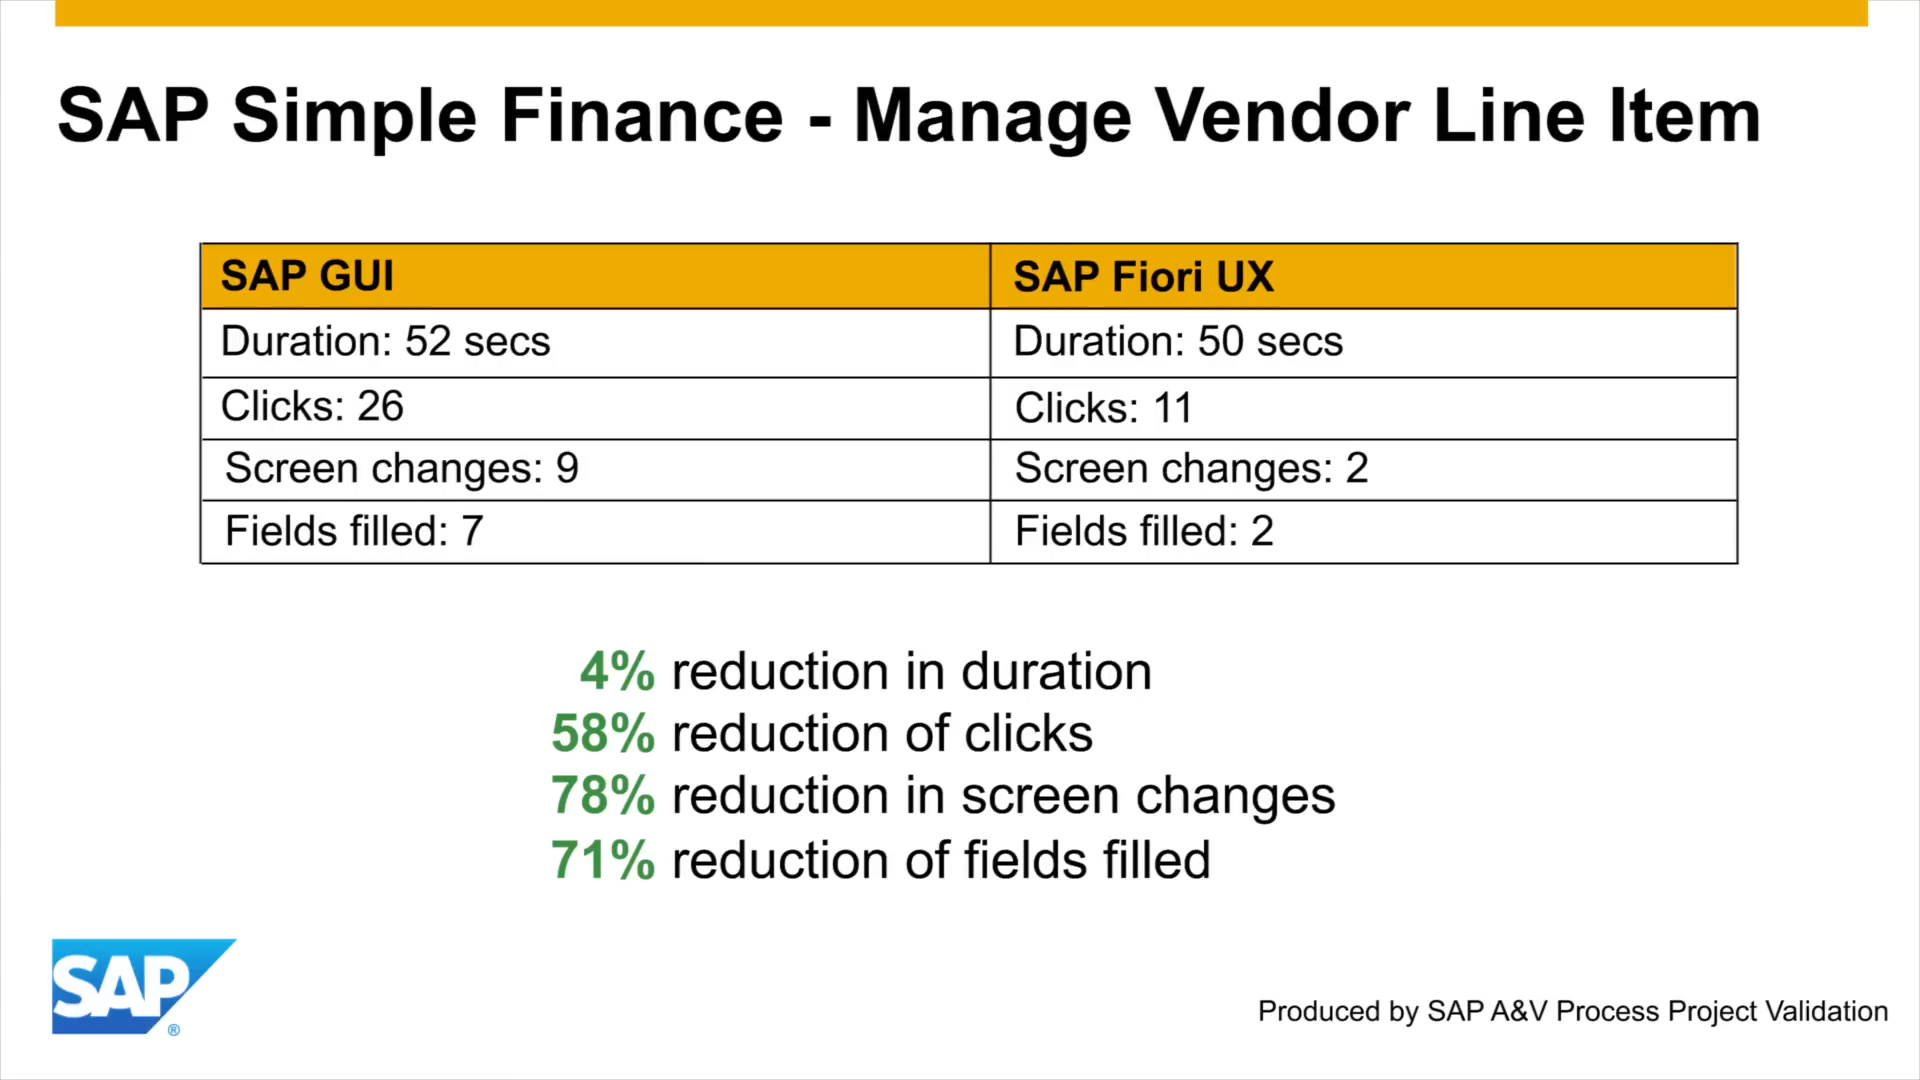 SAP Simple Finance - Manage Vendor Line Item
SAP GUI
SAP Fiori UX
Duration: 52 secs
Duration: 50 secs
Clicks: 26
Clicks: 11
Screen changes: 9
Screen changes: 2
Fields filled: 7
Fields filled: 2
4% reduction in duration
58% reduction of clicks
78% reduction in screen changes
71% reduction of fields filled
SAP®
Produced by SAP A&V Process Project Validation